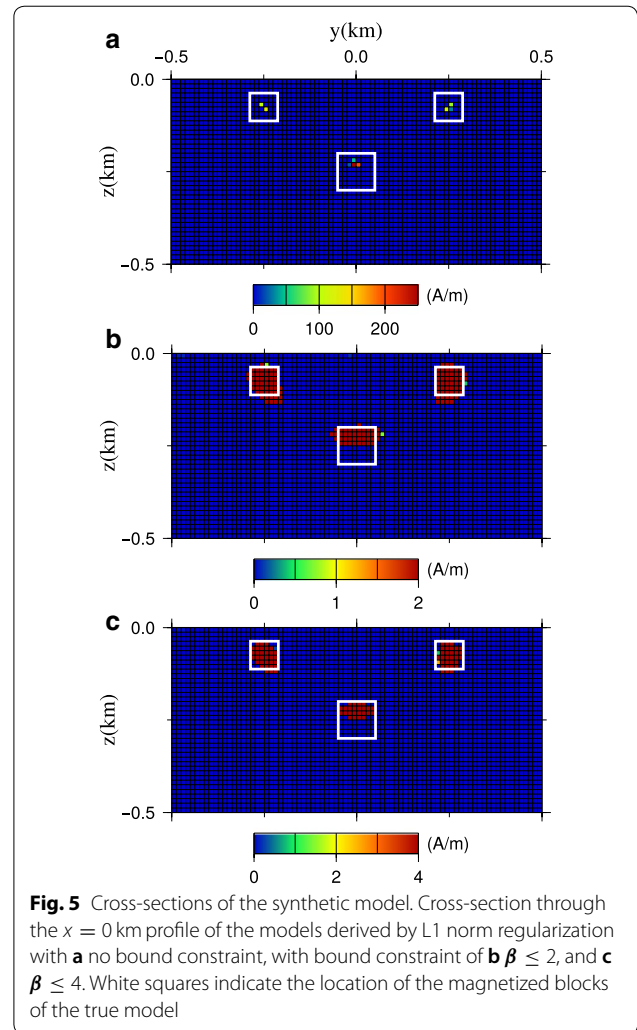 y(km)
a
−0.5 0.0 0.5
0.0
z(km)
−0.5
(A/m)
0 100 200
b
0.0
z(km)
−0.5
(A/m)
0 1 2
c
0.0
z(km)
−0.5
(A/m)
0 2 4
Fig. 5 Cross-sections of the synthetic model. Cross-section through
the x = 0 km profile of the models derived by L1 norm regularization
with a no bound constraint, with bound constraint of b β ≤ 2, and c
β ≤ 4. White squares indicate the location of the magnetized blocks
of the true model